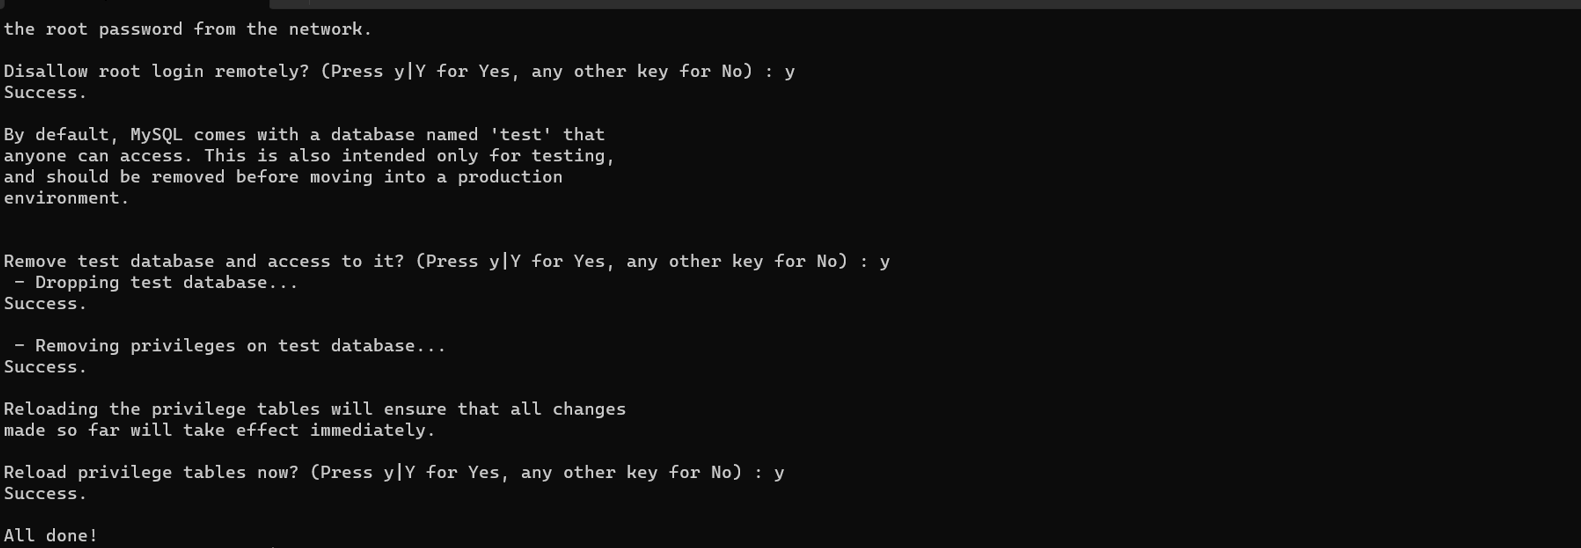 the root password from the network.
Disallow root login remotely? (Press y|Y for Yes, any other key for No) : y
Success.
By default, MySQL comes with a database named 'test' that
anyone can access. This is also intended only for testing,
and should be removed before moving into a production
environment.
Remove test database and access to it? (Press y|Y for Yes, any other key for No) : y
 - Dropping test database...
Success.
 - Removing privileges on test database...
Success.
Reloading the privilege tables will ensure that all changes
made so far will take effect immediately.
Reload privilege tables now? (Press y|Y for Yes, any other key for No) : y
Success.
All done!